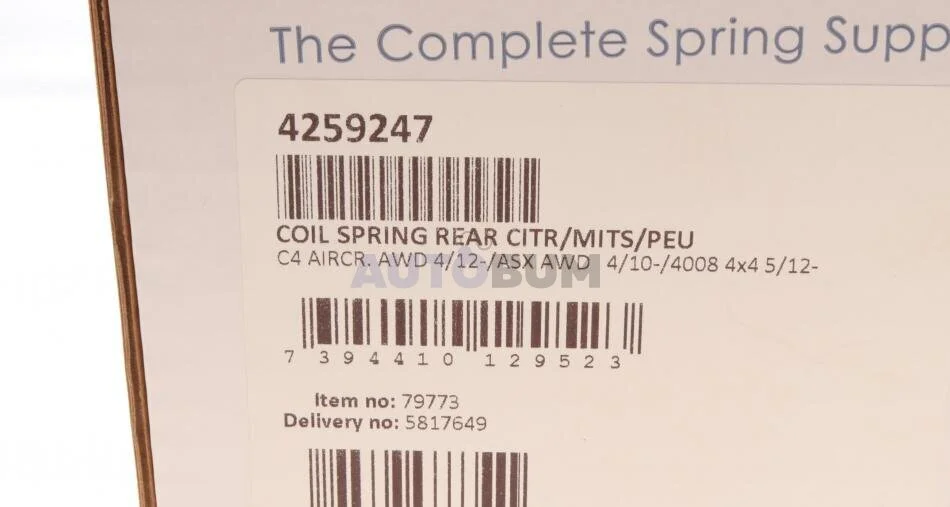 The Complete Spring Supp
4259247
COIL SPRING REAR CITR/MITS/PEU
C4 AIRCR. AWD 4/12-/ASX AWD 4/10-/4008 4x4 5/12-
AUTOBUM
7 394410 129523
Item no: 79773
Delivery no: 5817649